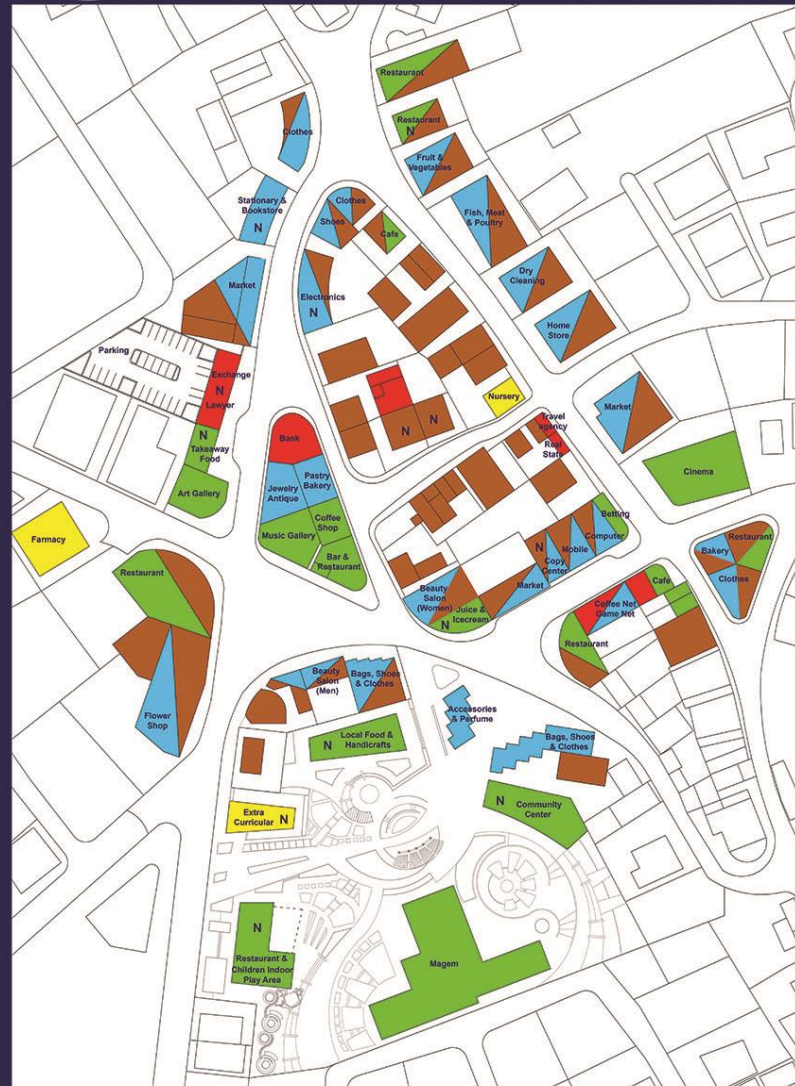 Restaurant
Restaurant
N
Clothes
Fruit &
Vegetables
Stationary &
Bookstore
N
Clothes
Shoes
Cafe
Fish, Meat
& Poultry
Market
Electronics
N
Dry
Cleaning
Home
Store
Parking
Exchange
N
Lawyer
Nursery
Market
N
Takeaway
Food
Bank
N
N
Travel
agency
Real
State
Art Gallery
Jewelry
Antique
Pastry
Bakery
Cinema
Music Gallery
Coffee
Shop
Betting
Farmacy
Bar &
Restaurant
N
Copy
Center
Mobile
Computer
Restaurant
Bakery
Clothes
Restaurant
Beauty
Salon
(Women)
Market
Cafe
Coffee Net
Game Net
N
Juice &
Icecream
Restaurant
Beauty
Salon
(Men)
Bags, Shoes
& Clothes
Flower
Shop
Accessories
& Perfume
Local Food &
Handicrafts
N
Bags, Shoes
& Clothes
N
Community
Center
Extra
Curricular
N
N
Restaurant &
Children Indoor
Play Area
Magem